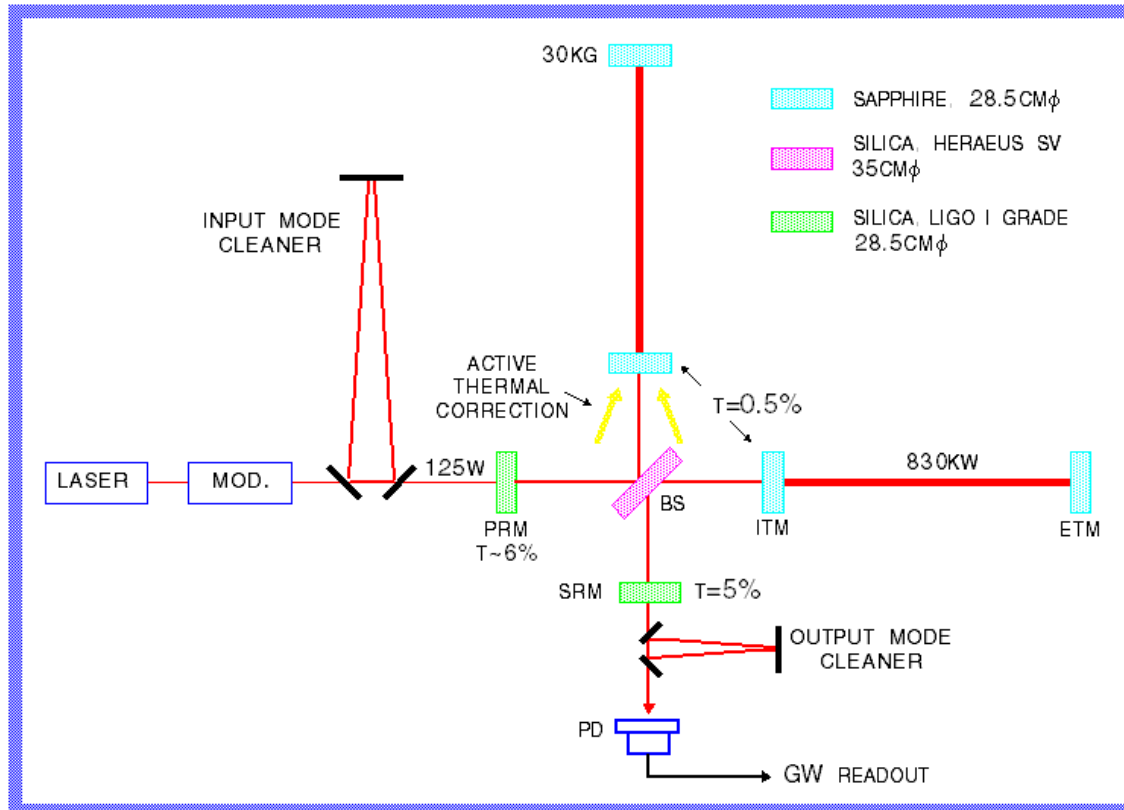 30KG
SAPPHIRE, 28.5CMϕ
SILICA, HERAEUS SV
35CMϕ
SILICA, LIGO I GRADE
28.5CMϕ
INPUT MODE
CLEANER
ACTIVE
THERMAL
CORRECTION
T=0.5%
LASER
MOD.
125W
PRM
T~6%
BS
830KW
ITM
ETM
SRM
T=5%
OUTPUT MODE
CLEANER
PD
GW READOUT